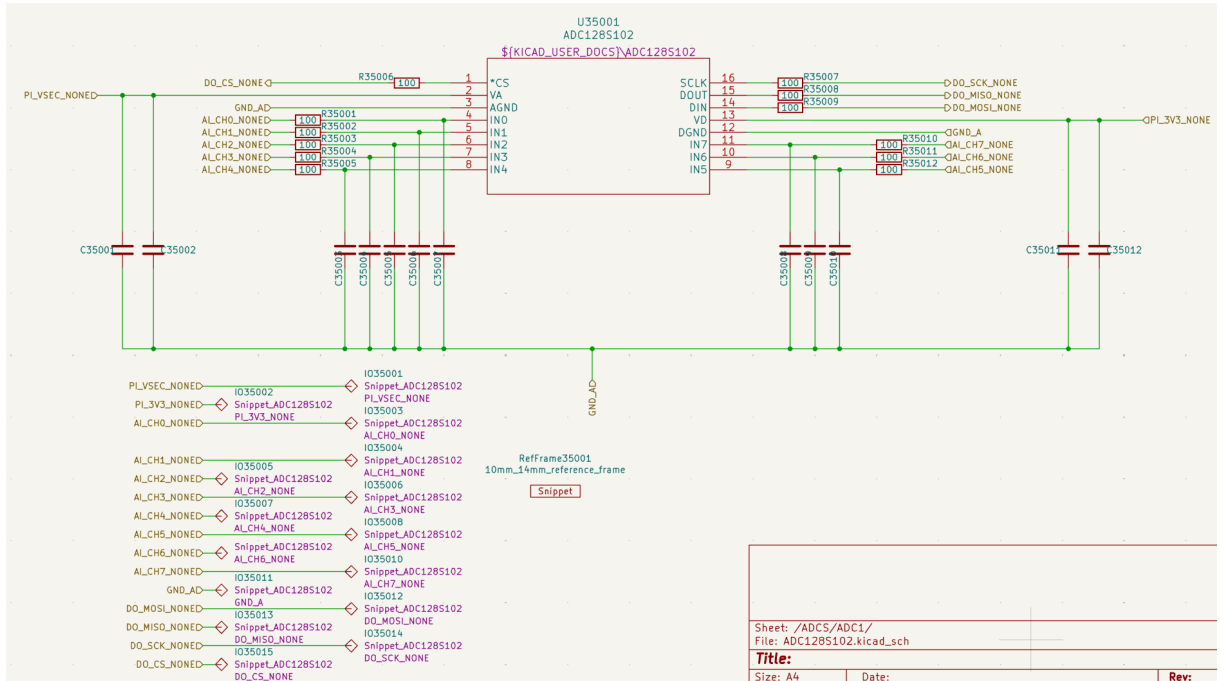 U35001
ADC128S102
${KICAD_USER_DOCS}\ADC128S102
DO_CS_NONE
R35006
100
1
*CS
SCLK
16
100
R35007
DO_SCK_NONE
PI_VSEC_NONE
2
VA
DOUT
15
100
R35008
DO_MISO_NONE
GND_A
3
AGND
DIN
14
100
R35009
DO_MOSI_NONE
AI_CH0_NONE
100
R35001
4
IN0
VD
13
PI_3V3_NONE
AI_CH1_NONE
100
R35002
5
IN1
DGND
12
GND_A
AI_CH2_NONE
100
R35003
6
IN2
IN7
11
100
R35010
AI_CH7_NONE
AI_CH3_NONE
100
R35004
7
IN3
IN6
10
100
R35011
AI_CH6_NONE
AI_CH4_NONE
100
R35005
8
IN4
IN5
9
100
R35012
AI_CH5_NONE
C35001
C35002
C35003
C35004
C35005
C35006
C35007
C35008
C35009
C35010
C35011
C35012
GND_A
PI_VSEC_NONE
IO35001
Snippet_ADC128S102
PI_VSEC_NONE
PI_3V3_NONE
IO35002
Snippet_ADC128S102
PI_3V3_NONE
AI_CH0_NONE
IO35003
Snippet_ADC128S102
AI_CH0_NONE
AI_CH1_NONE
IO35004
Snippet_ADC128S102
AI_CH1_NONE
AI_CH2_NONE
IO35005
Snippet_ADC128S102
AI_CH2_NONE
AI_CH3_NONE
IO35006
Snippet_ADC128S102
AI_CH3_NONE
AI_CH4_NONE
IO35007
Snippet_ADC128S102
AI_CH4_NONE
AI_CH5_NONE
IO35008
Snippet_ADC128S102
AI_CH5_NONE
AI_CH6_NONE
Snippet_ADC128S102
AI_CH6_NONE
AI_CH7_NONE
IO35010
Snippet_ADC128S102
AI_CH7_NONE
GND_A
IO35011
Snippet_ADC128S102
GND_A
DO_MOSI_NONE
IO35012
Snippet_ADC128S102
DO_MOSI_NONE
DO_MISO_NONE
IO35013
Snippet_ADC128S102
DO_MISO_NONE
DO_SCK_NONE
IO35014
Snippet_ADC128S102
DO_SCK_NONE
DO_CS_NONE
IO35015
Snippet_ADC128S102
DO_CS_NONE
RefFrame35001
10mm_14mm_reference_frame
Snippet
Sheet: /ADCS/ADC1/
File: ADC128S102.kicad_sch
Title:
Size: A4
Date:
Rev: